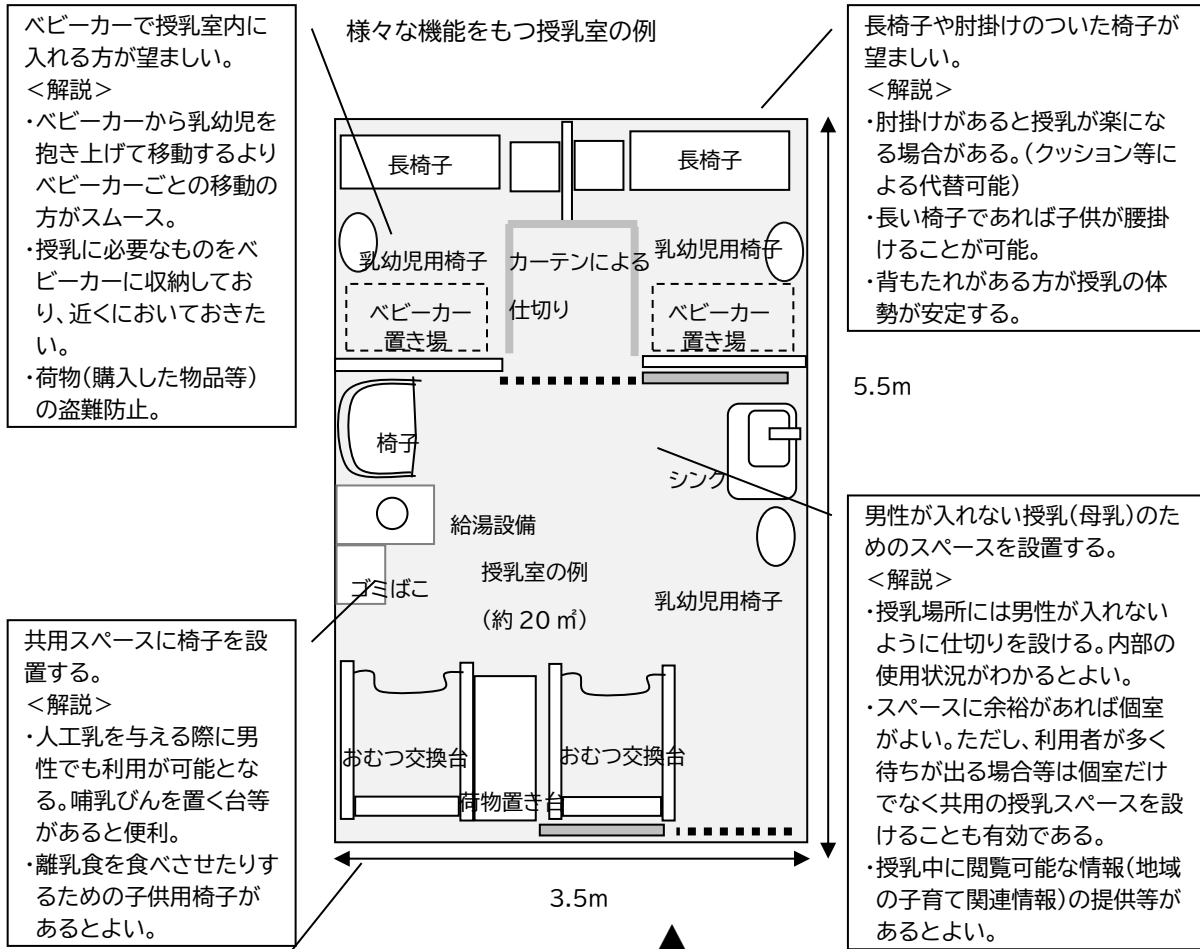 様々な機能をもつ授乳室の例
ベビーカーで授乳室内に
入れる方が望ましい。
＜解説＞
・ベビーカーから乳幼児を
抱き上げて移動するより
ベビーカーごとの移動の
方がスムース。
・授乳に必要なものをベ
ビーカーに収納してお
り、近くにおいておきた
い。
・荷物(購入した物品等)
の盗難防止。
長椅子や肘掛けのついた椅子が
望ましい。
＜解説＞
・肘掛けがあると授乳が楽にな
る場合がある。(クッション等に
よる代替可能)
・長い椅子であれば子供が腰掛
けることが可能。
・背もたれがある方が授乳の体
勢が安定する。
長椅子
長椅子
乳幼児用椅子
カーテンによる
仕切り
乳幼児用椅子
ベビーカー
置き場
ベビーカー
置き場
5.5m
椅子
シンク
給湯設備
授乳室の例
(約 20 ㎡)
ゴミばこ
乳幼児用椅子
おむつ交換台
荷物置き台
おむつ交換台
3.5m
共用スペースに椅子を設
置する。
＜解説＞
・人工乳を与える際に男
性でも利用が可能とな
る。哺乳びんを置く台等
があると便利。
・離乳食を食べさせたりす
るための子供用椅子が
あるとよい。
男性が入れない授乳(母乳)のた
めのスペースを設置する。
＜解説＞
・授乳場所には男性が入れない
ように仕切りを設ける。内部の
使用状況がわかるとよい。
・スペースに余裕があれば個室
がよい。ただし、利用者が多く
待ちが出る場合等は個室だけ
でなく共用の授乳スペースを設
けることも有効である。
・授乳中に閲覧可能な情報(地域
の子育て関連情報)の提供等が
あるとよい。